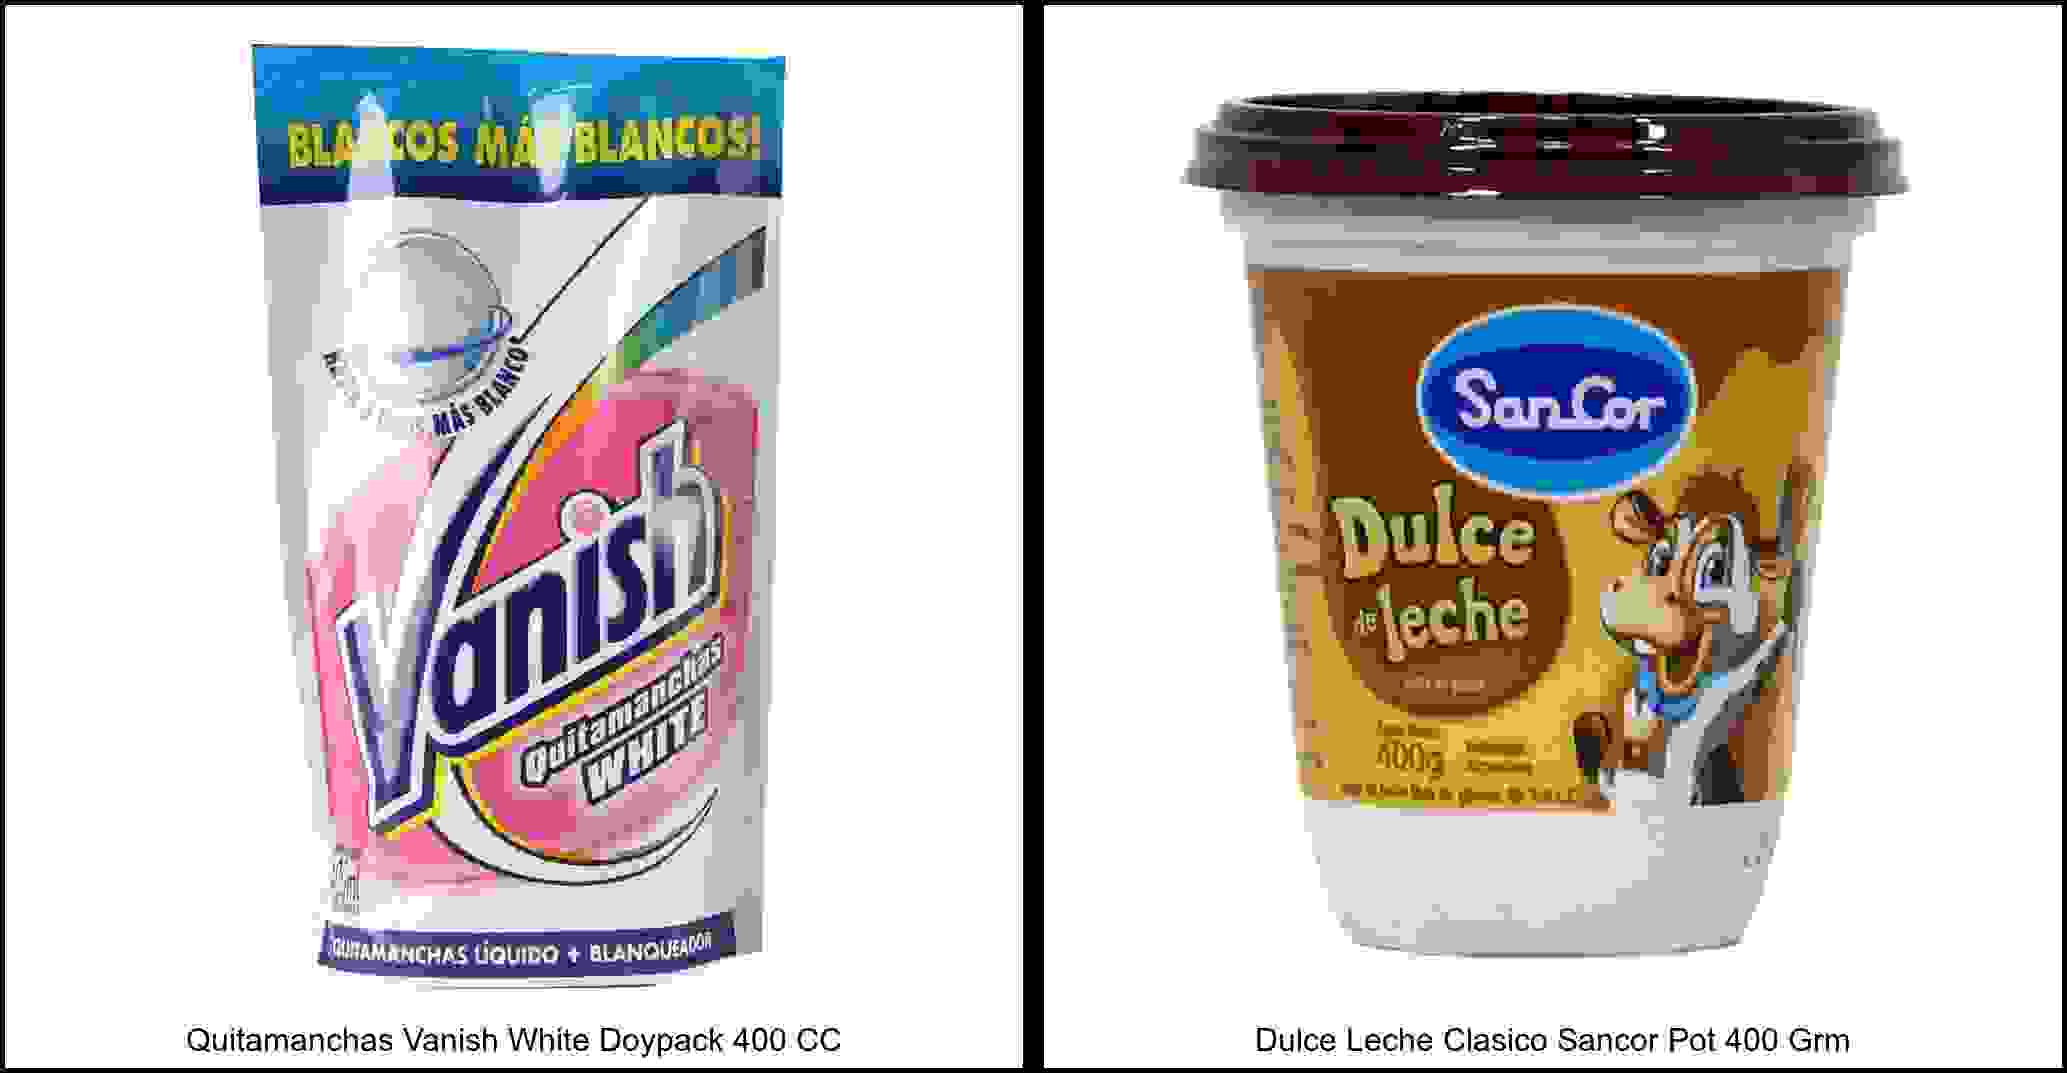 BLANCOS MÁS BLANCOS!
MÁS BLANCO
Vanish
Quitamanchas
WHITE
QUITAMANCHAS LÍQUIDO + BLANQUEADOR
Quitamanchas Vanish White Doypack 400 CC
SanCor
Dulce
de leche
400g
Dulce Leche Clasico Sancor Pot 400 Grm